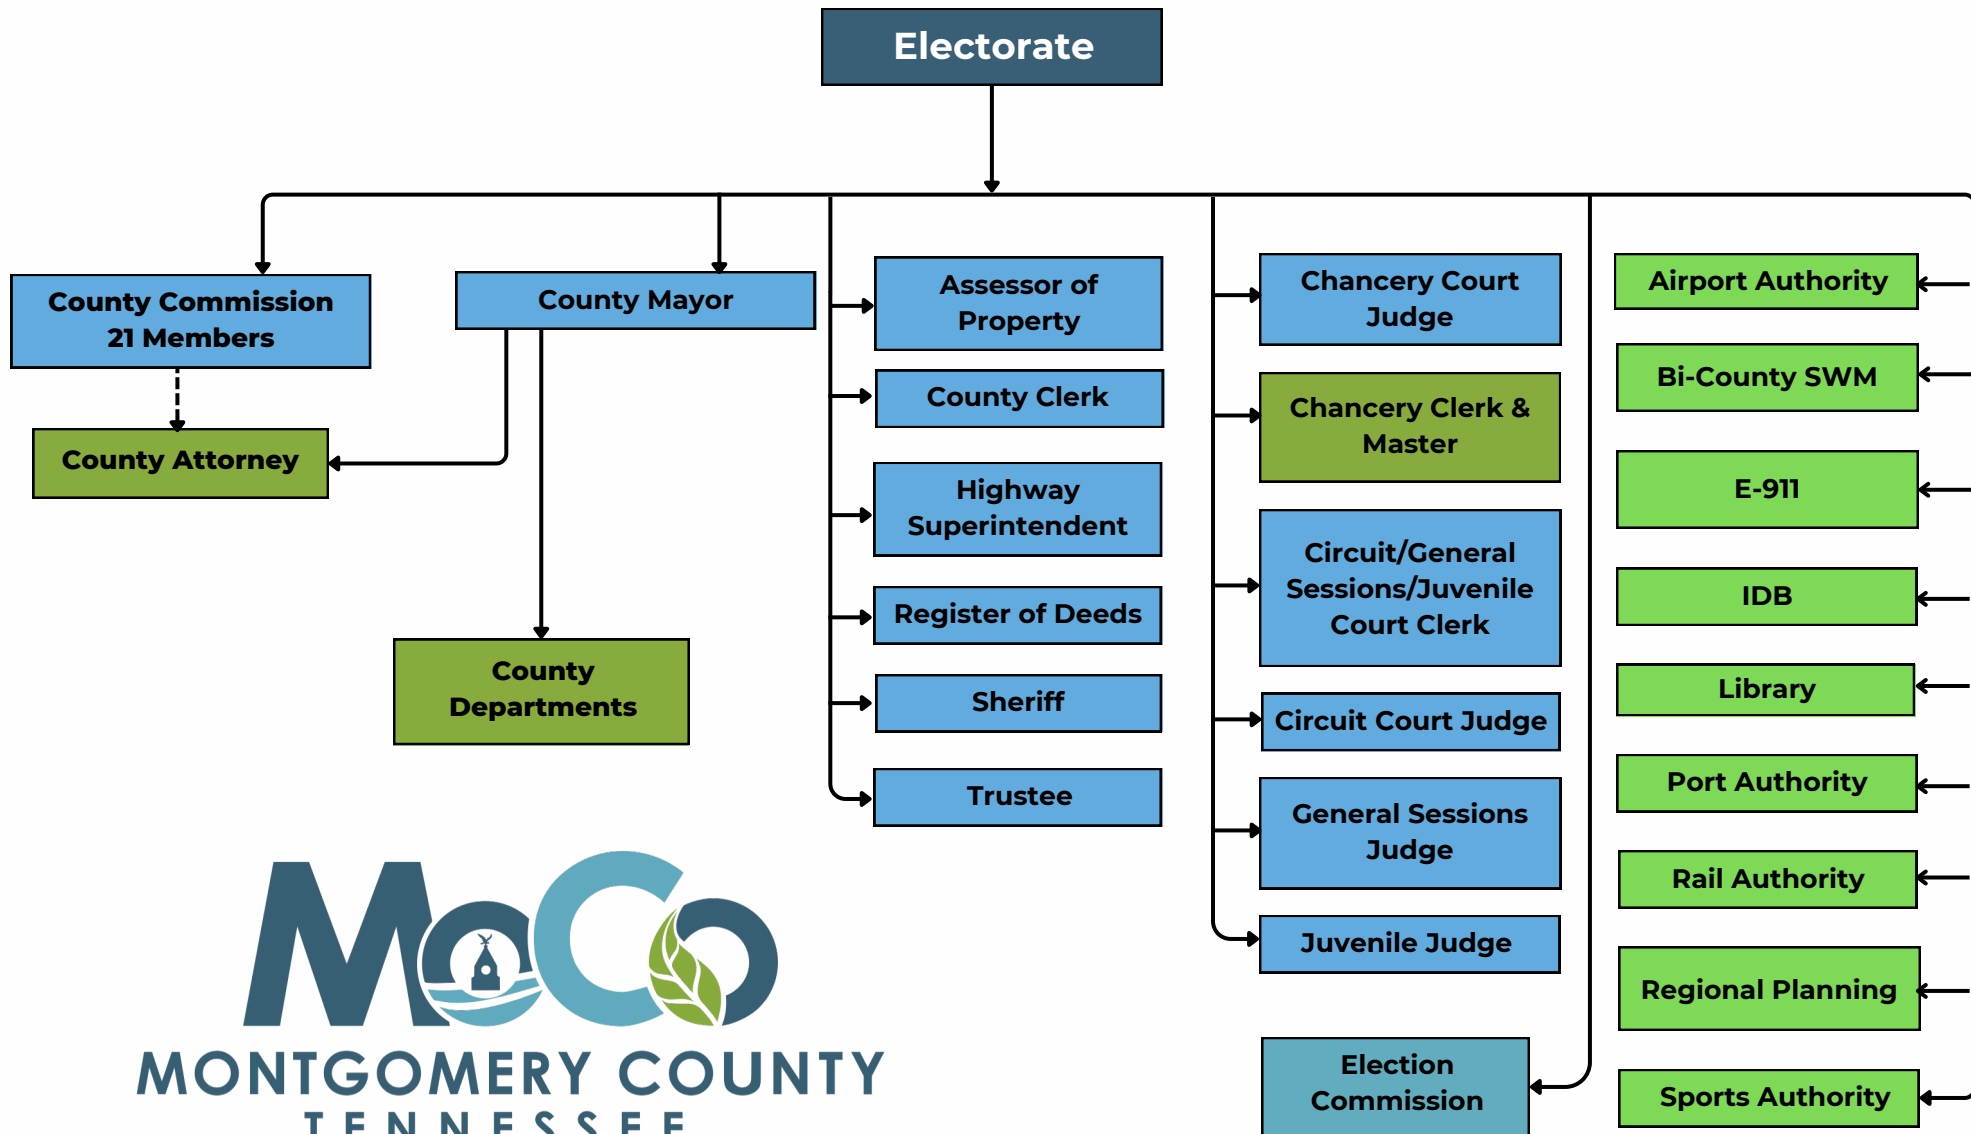 Electorate
County Commission
21 Members
County Mayor
County Attorney
County
Departments
Assessor of
Property
County Clerk
Highway
Superintendent
Register of Deeds
Sheriff
Trustee
Chancery Court
Judge
Chancery Clerk &
Master
Circuit/General
Sessions/Juvenile
Court Clerk
Circuit Court Judge
General Sessions
Judge
Juvenile Judge
Election
Commission
Airport Authority
Bi-County SWM
E-911
IDB
Library
Port Authority
Rail Authority
Regional Planning
Sports Authority
MoCo
MONTGOMERY COUNTY
TENNESSEE